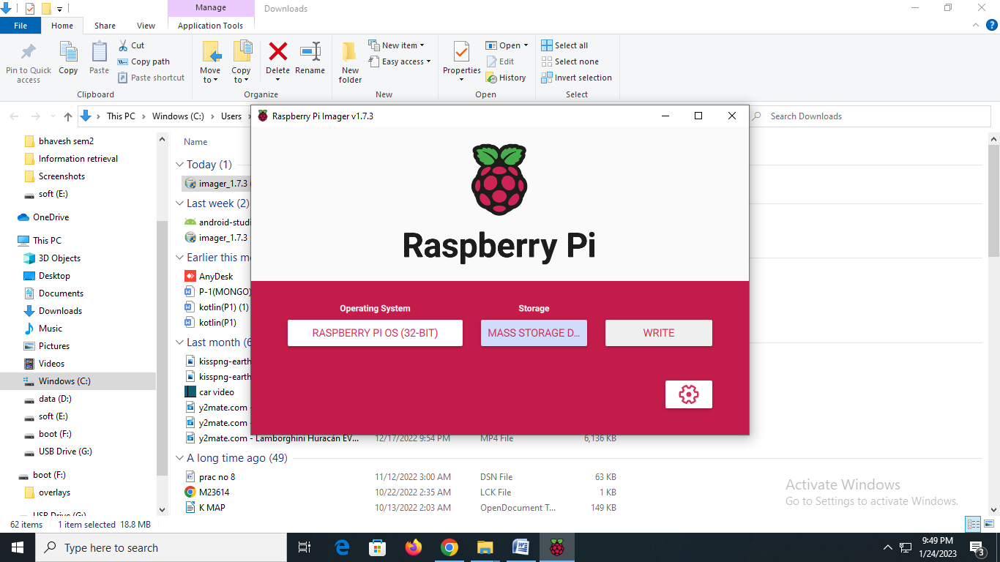 Manage
Downloads
File
Home
Share
View
Application Tools
Pin to Quick access
Copy
Paste
Cut
Copy path
Paste shortcut
Clipboard
Move to
Copy to
Delete
Rename
Organize
New folder
New item
Easy access
New
Properties
Open
Edit
History
Open
Select all
Select none
Invert selection
Select
This PC
Windows (C:)
Users
Search Downloads
Raspberry Pi Imager v1.7.3
Raspberry Pi
Operating System
Storage
RASPBERRY PI OS (32-BIT)
MASS STORAGE D...
WRITE
bhavesh sem2
Information retrieval
Screenshots
soft (E:)
OneDrive
This PC
3D Objects
Desktop
Documents
Downloads
Music
Pictures
Videos
Windows (C:)
data (D:)
soft (E:)
boot (F:)
USB Drive (G:)
boot (F:)
overlays
USB Drive (G:)
Name
Today (1)
imager_1.7.3
Last week (2)
android-studi
imager_1.7.3
Earlier this m
AnyDesk
P-1(MONGO)
kotlin(P1) (1)
kotlin(P1)
Last month (6
kisspng-earth
kisspng-earth
car video
y2mate.com -
y2mate.com -
y2mate.com - Lamborghini Huracán EV... 12/17/2022 9:54 PM MP4 File 6,136 KB
A long time ago (49)
prac no 8 11/12/2022 3:00 AM DSN File 63 KB
M23614 10/22/2022 2:35 AM LCK File 1 KB
K MAP 10/13/2022 2:03 AM OpenDocument T... 149 KB
Activate Windows
Go to Settings to activate Windows.
62 items 1 item selected 18.8 MB
Type here to search
9:49 PM
1/24/2023
3